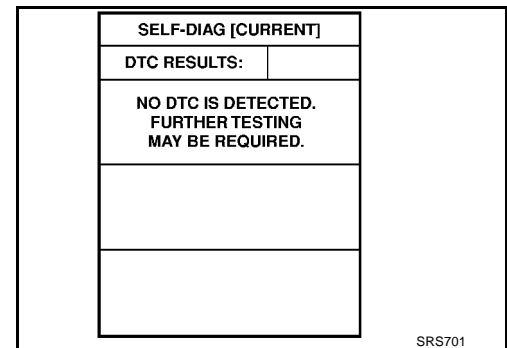 SELF-DIAG [CURRENT]
DTC RESULTS:
NO DTC IS DETECTED.
FURTHER TESTING
MAY BE REQUIRED.
SRS701